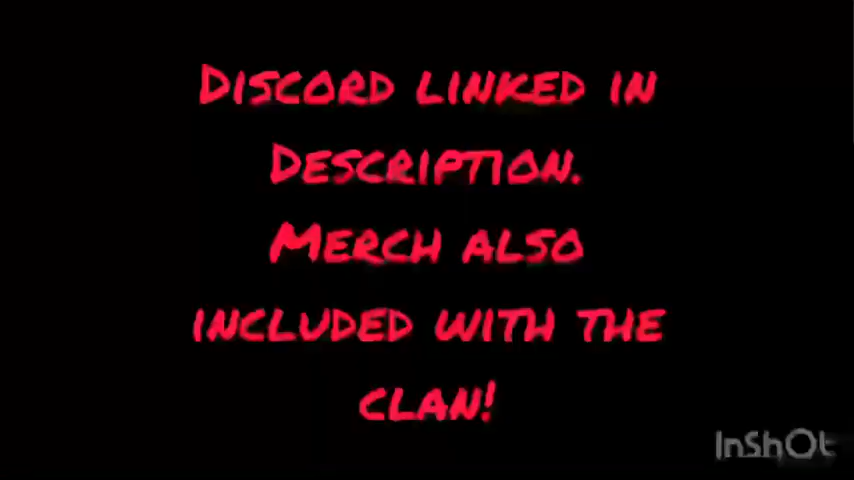 Discord linked in
Description.
Merch also
included with the
clan!
InShOt